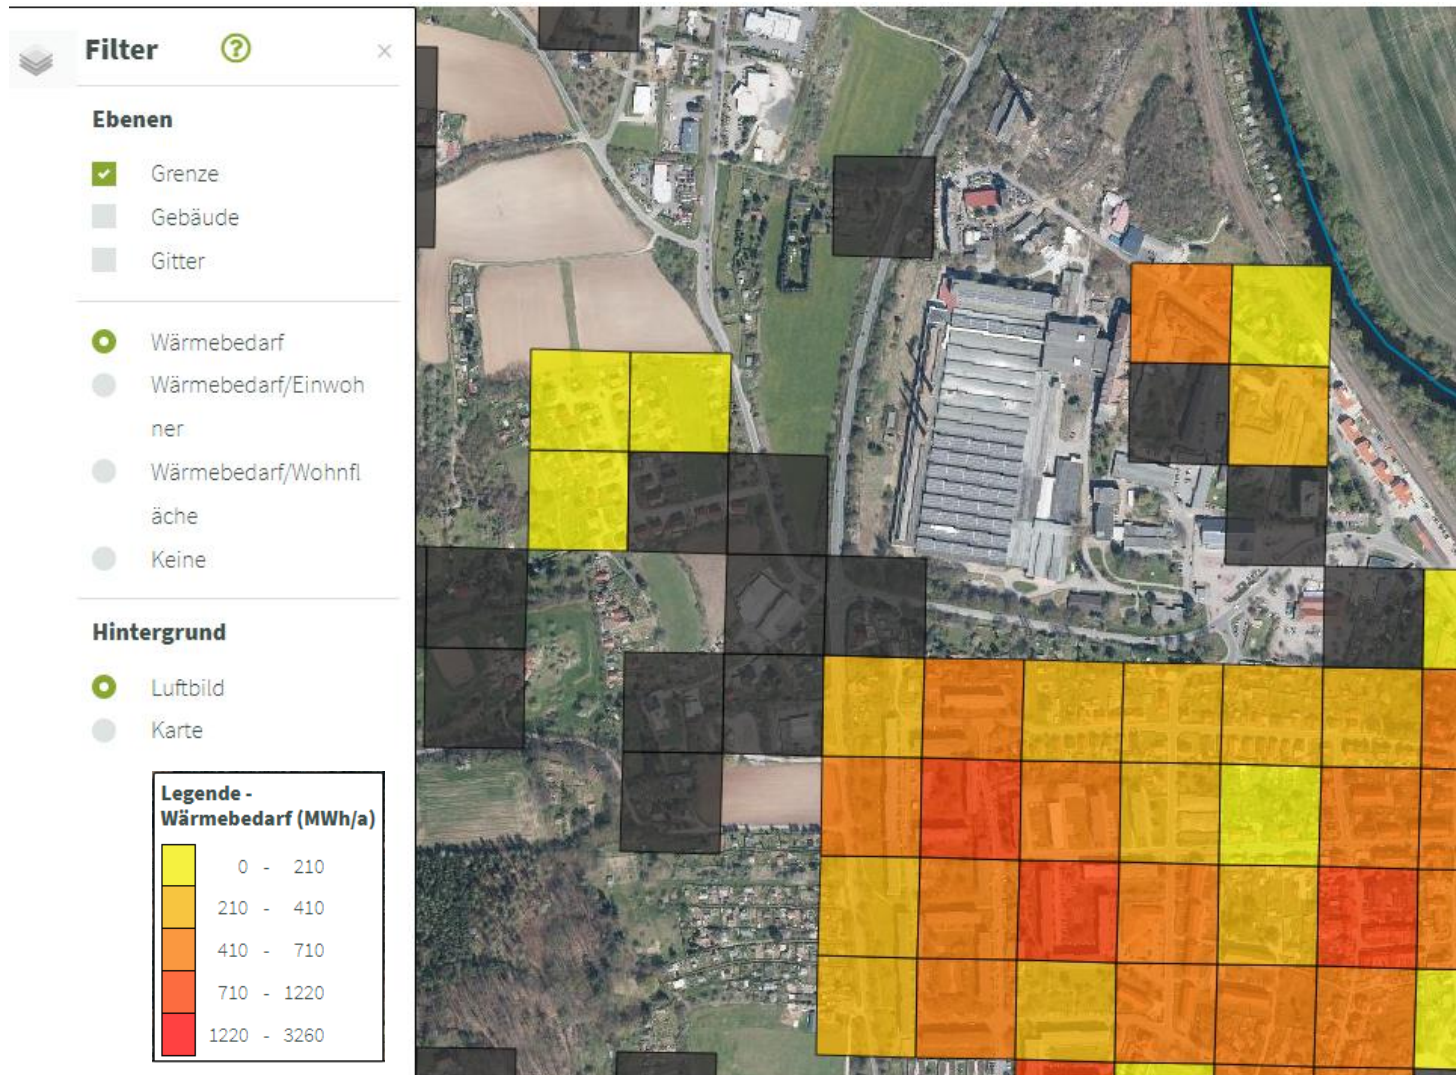 Filter ?
×
Ebenen
Grenze
Gebäude
Gitter
Wärmebedarf
Wärmebedarf/Einwoh
ner
Wärmebedarf/Wohnfl
äche
Keine
Hintergrund
Luftbild
Karte
Legende -
Wärmebedarf (MWh/a)
0 - 210
210 - 410
410 - 710
710 - 1220
1220 - 3260